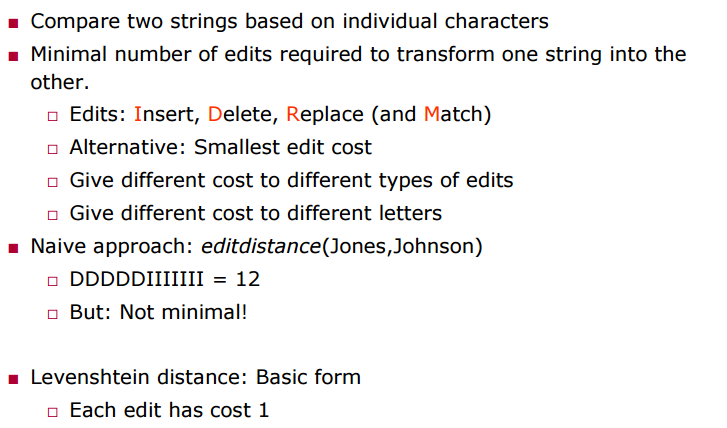 Compare two strings based on individual characters
Minimal number of edits required to transform one string into the
other.
Edits: Insert, Delete, Replace (and Match)
Alternative: Smallest edit cost
Give different cost to different types of edits
Give different cost to different letters
Naive approach: editdistance(Jones,Johnson)
DDDDDIIIIIII = 12
But: Not minimal!
Levenshtein distance: Basic form
Each edit has cost 1